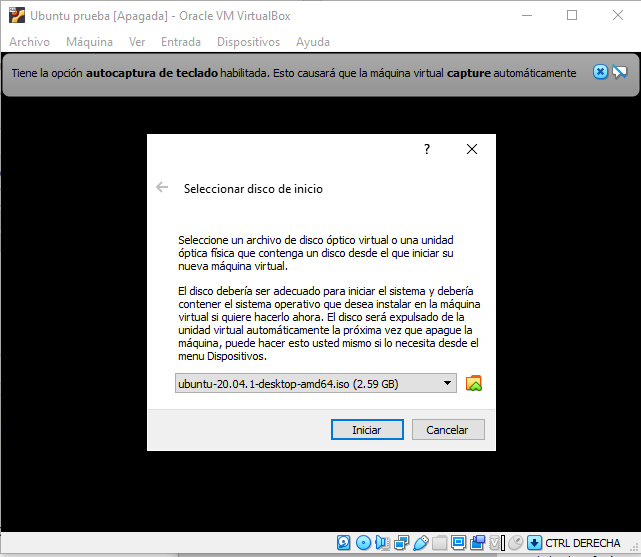 Ubuntu prueba [Apagada] - Oracle VM VirtualBox
Archivo Máquina Ver Entrada Dispositivos Ayuda
Tiene la opción autocaptura de teclado habilitada. Esto causará que la máquina virtual capture automáticamente
?
Seleccionar disco de inicio
Seleccione un archivo de disco óptico virtual o una unidad
óptica física que contenga un disco desde el que iniciar su
nueva máquina virtual.
El disco debería ser adecuado para iniciar el sistema y debería
contener el sistema operativo que desea instalar en la máquina
virtual si quiere hacerlo ahora. El disco será expulsado de la
unidad virtual automáticamente la próxima vez que apague la
máquina, puede hacer esto usted mismo si lo necesita desde el
menu Dispositivos.
ubuntu-20.04.1-desktop-amd64.iso (2.59 GB)
Iniciar Cancelar
CTRL DERECHA